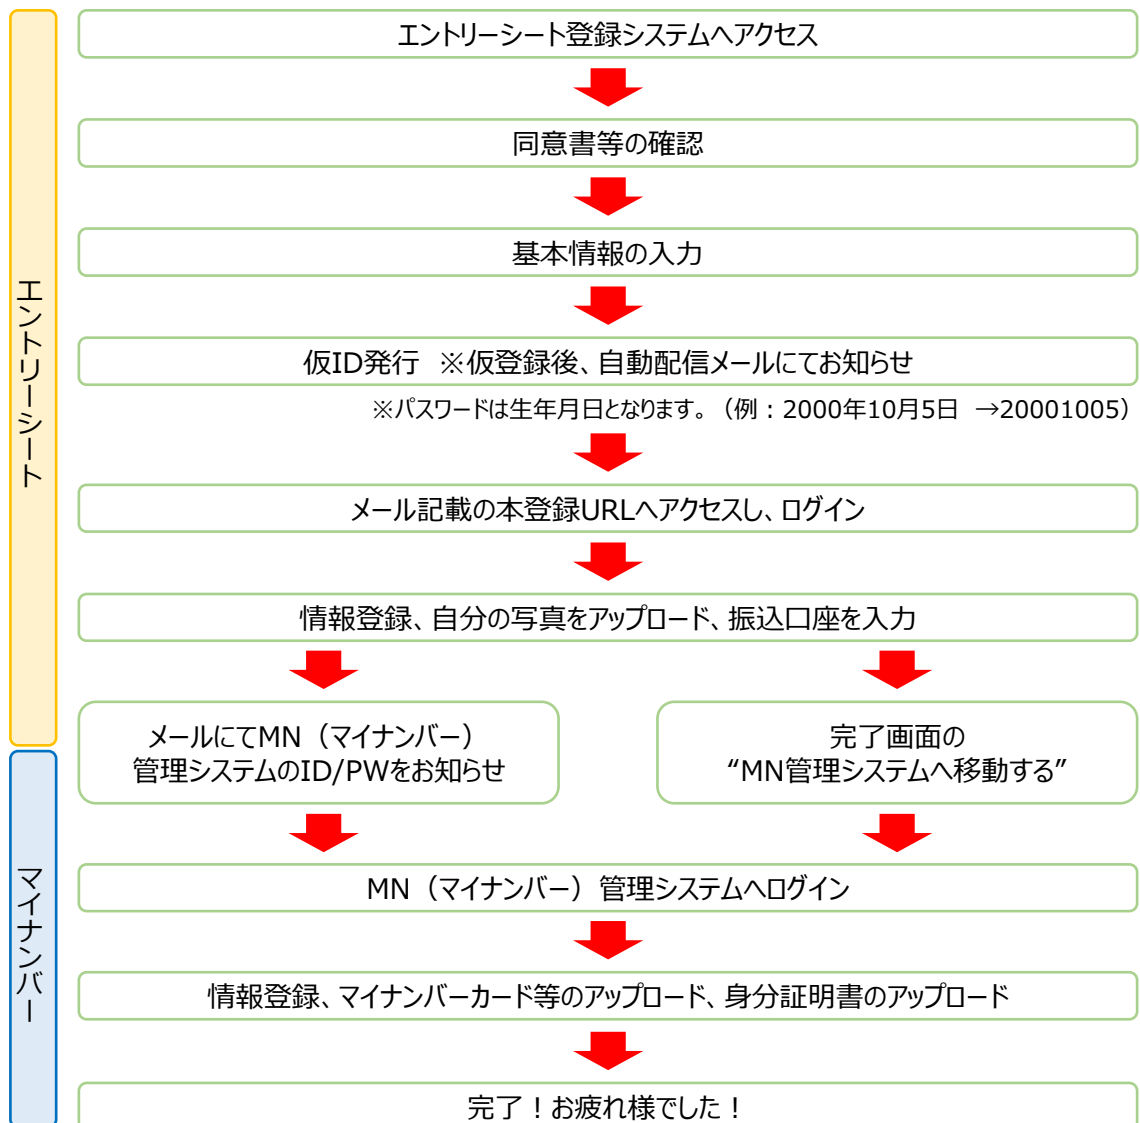 エントリーシート
エントリーシート登録システムへアクセス
同意書等の確認
基本情報の入力
仮ID発行　※仮登録後、自動配信メールにてお知らせ
※パスワードは生年月日となります。（例：2000年10月5日　→20001005）
メール記載の本登録URLへアクセスし、ログイン
情報登録、自分の写真をアップロード、振込口座を入力
メールにてMN（マイナンバー）
管理システムのID/PWをお知らせ
完了画面の
“MN管理システムへ移動する”
マイナンバー
MN（マイナンバー）管理システムへログイン
情報登録、マイナンバーカード等のアップロード、身分証明書のアップロード
完了！お疲れ様でした！